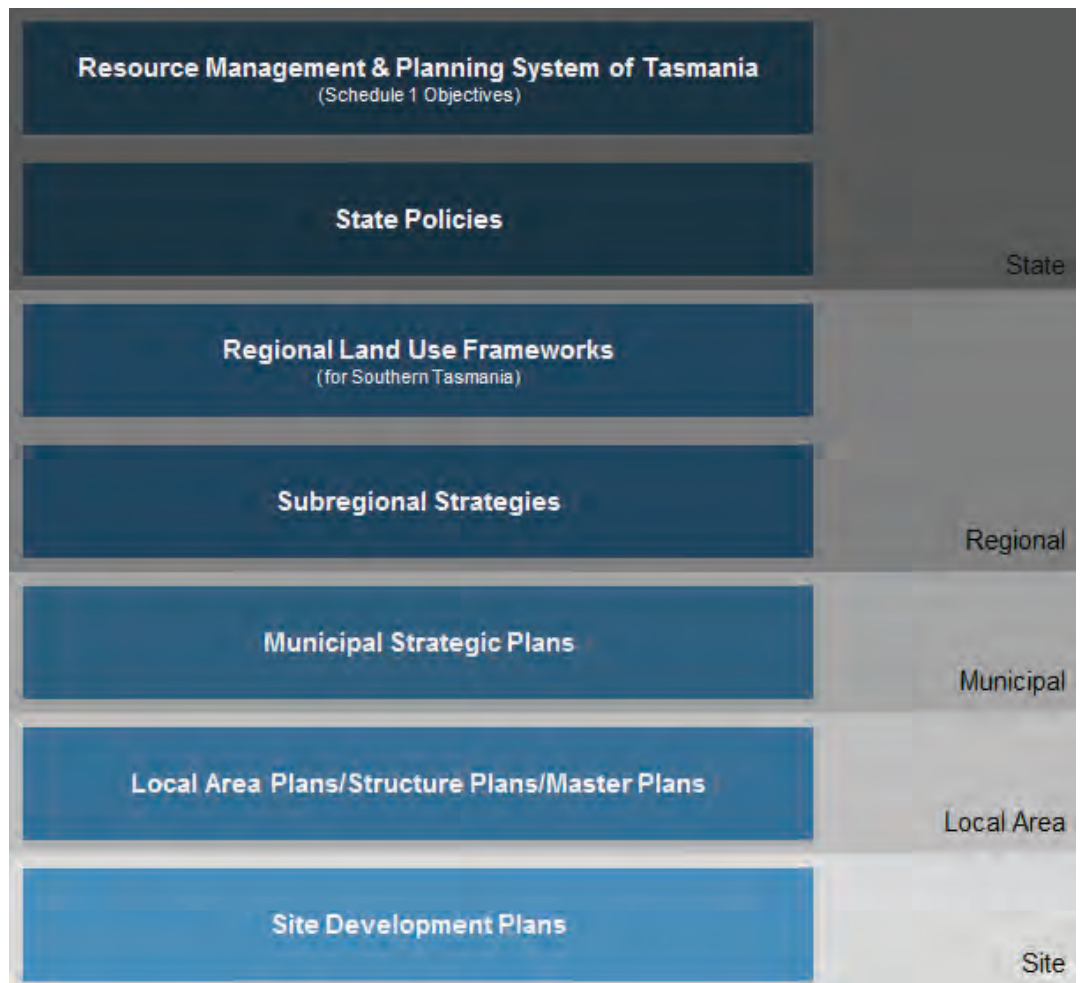 Resource Management & Planning System of Tasmania
(Schedule 1 Objectives)
State Policies
State
Regional Land Use Frameworks
(for Southern Tasmania)
Subregional Strategies
Regional
Municipal Strategic Plans
Municipal
Local Area Plans/Structure Plans/Master Plans
Local Area
Site Development Plans
Site